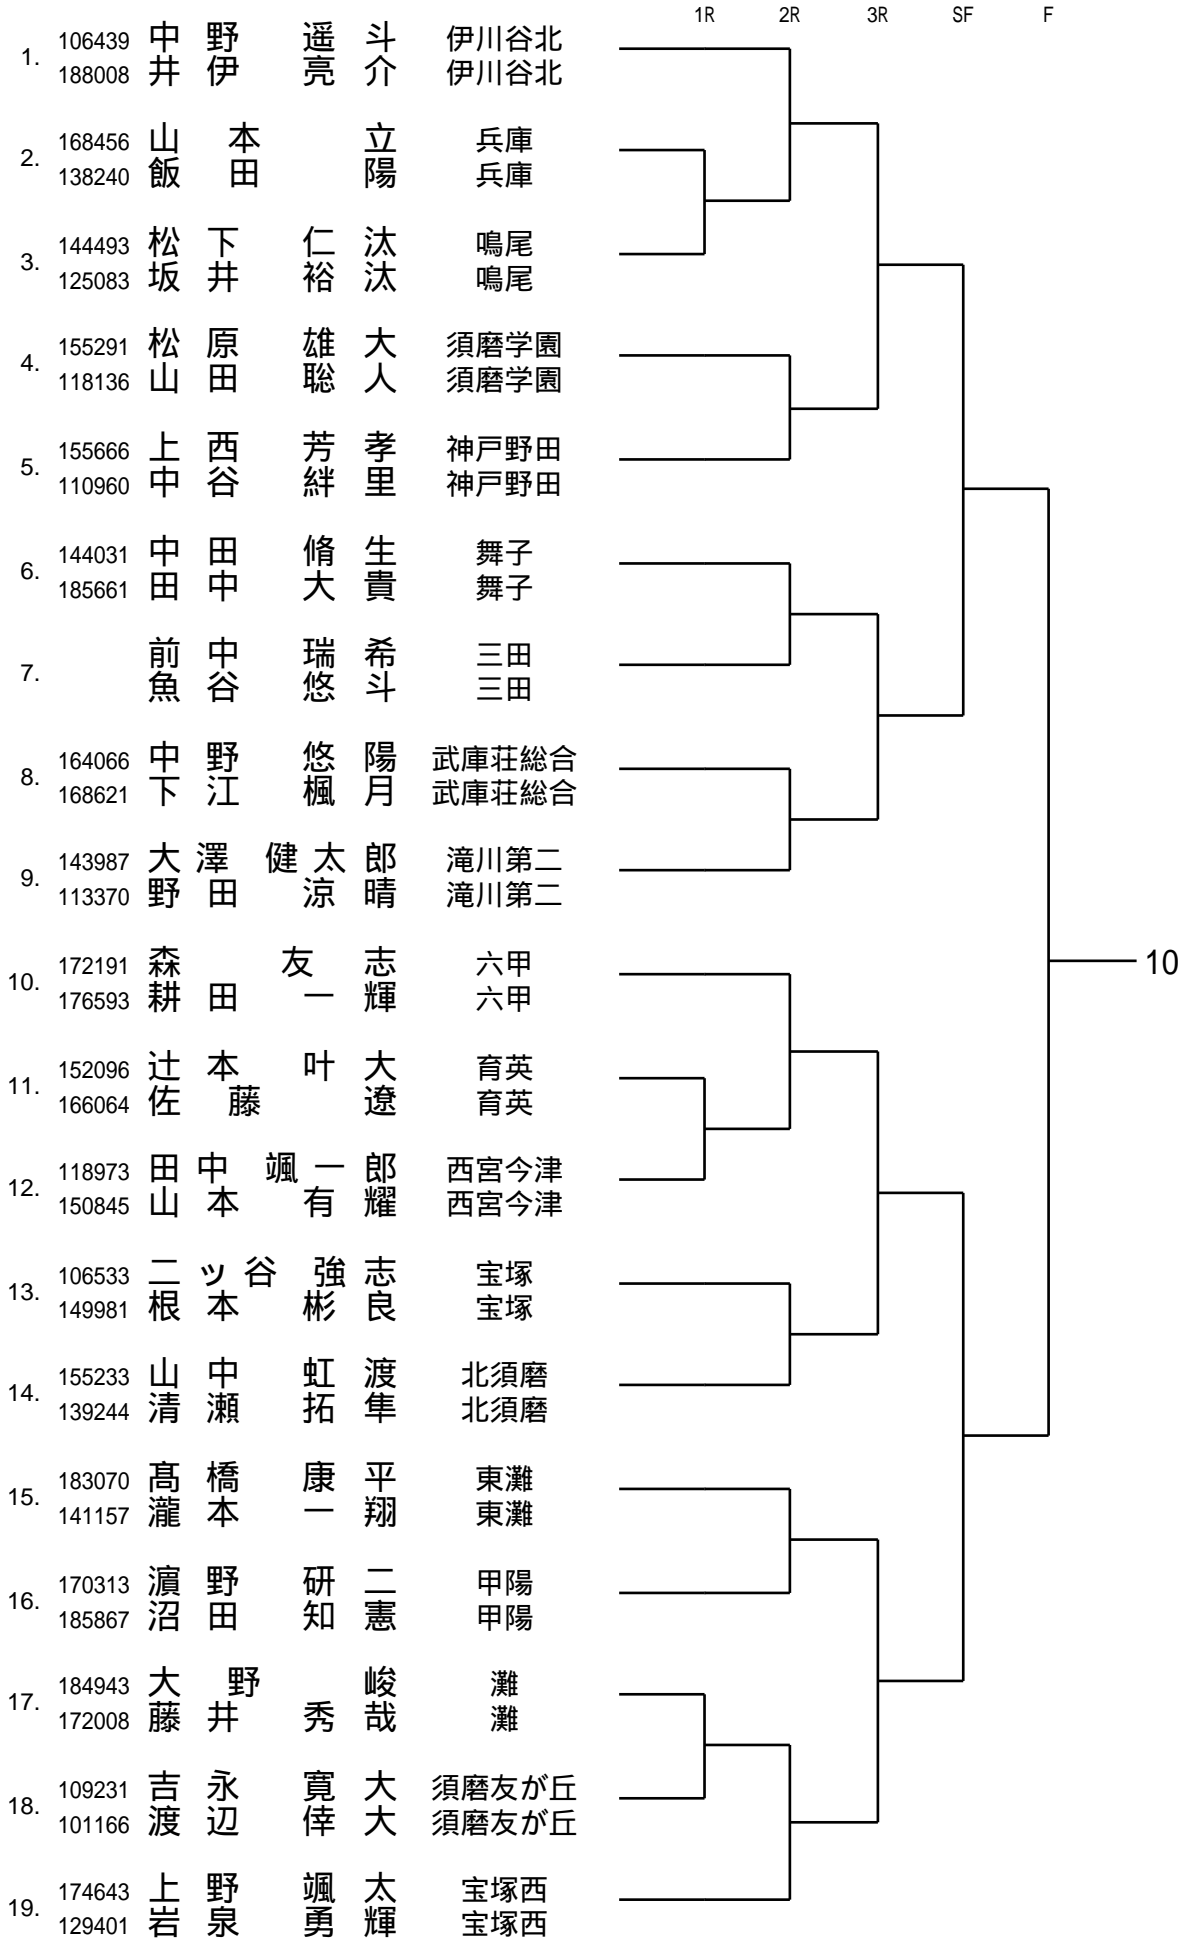 1R 2R 3R SF F
1. 106439 中野 遥斗 伊川谷北
188008 井伊 亮介 伊川谷北
2. 168456 山本 立 兵庫
138240 飯田 陽 兵庫
3. 144493 松下 仁汰 鳴尾
125083 坂井 裕汰 鳴尾
4. 155291 松原 雄大 須磨学園
118136 山田 聡人 須磨学園
5. 155666 上西 芳孝 神戸野田
110960 中谷 絆里 神戸野田
6. 144031 中田 脩生 舞子
185661 田中 大貴 舞子
7. 前中 瑞希 三田
魚谷 悠斗 三田
8. 164066 中野 悠陽 武庫荘総合
168621 下江 楓月 武庫荘総合
9. 143987 大澤 健太郎 滝川第二
113370 野田 涼晴 滝川第二
10. 172191 森 友志 六甲
176593 耕田 一輝 六甲
10
11. 152096 辻本 叶大 育英
166064 佐藤 遼 育英
12. 118973 田中 颯一郎 西宮今津
150845 山本 有耀 西宮今津
13. 106533 二ッ谷 強志 宝塚
149981 根本 彬良 宝塚
14. 155233 山中 虹渡 北須磨
139244 清瀬 拓隼 北須磨
15. 183070 髙橋 康平 東灘
141157 瀧本 一翔 東灘
16. 170313 濵野 研二 甲陽
185867 沼田 知憲 甲陽
17. 184943 大野 峻 灘
172008 藤井 秀哉 灘
18. 109231 吉永 寛大 須磨友が丘
101166 渡辺 倖大 須磨友が丘
19. 174643 上野 颯太 宝塚西
129401 岩泉 勇輝 宝塚西